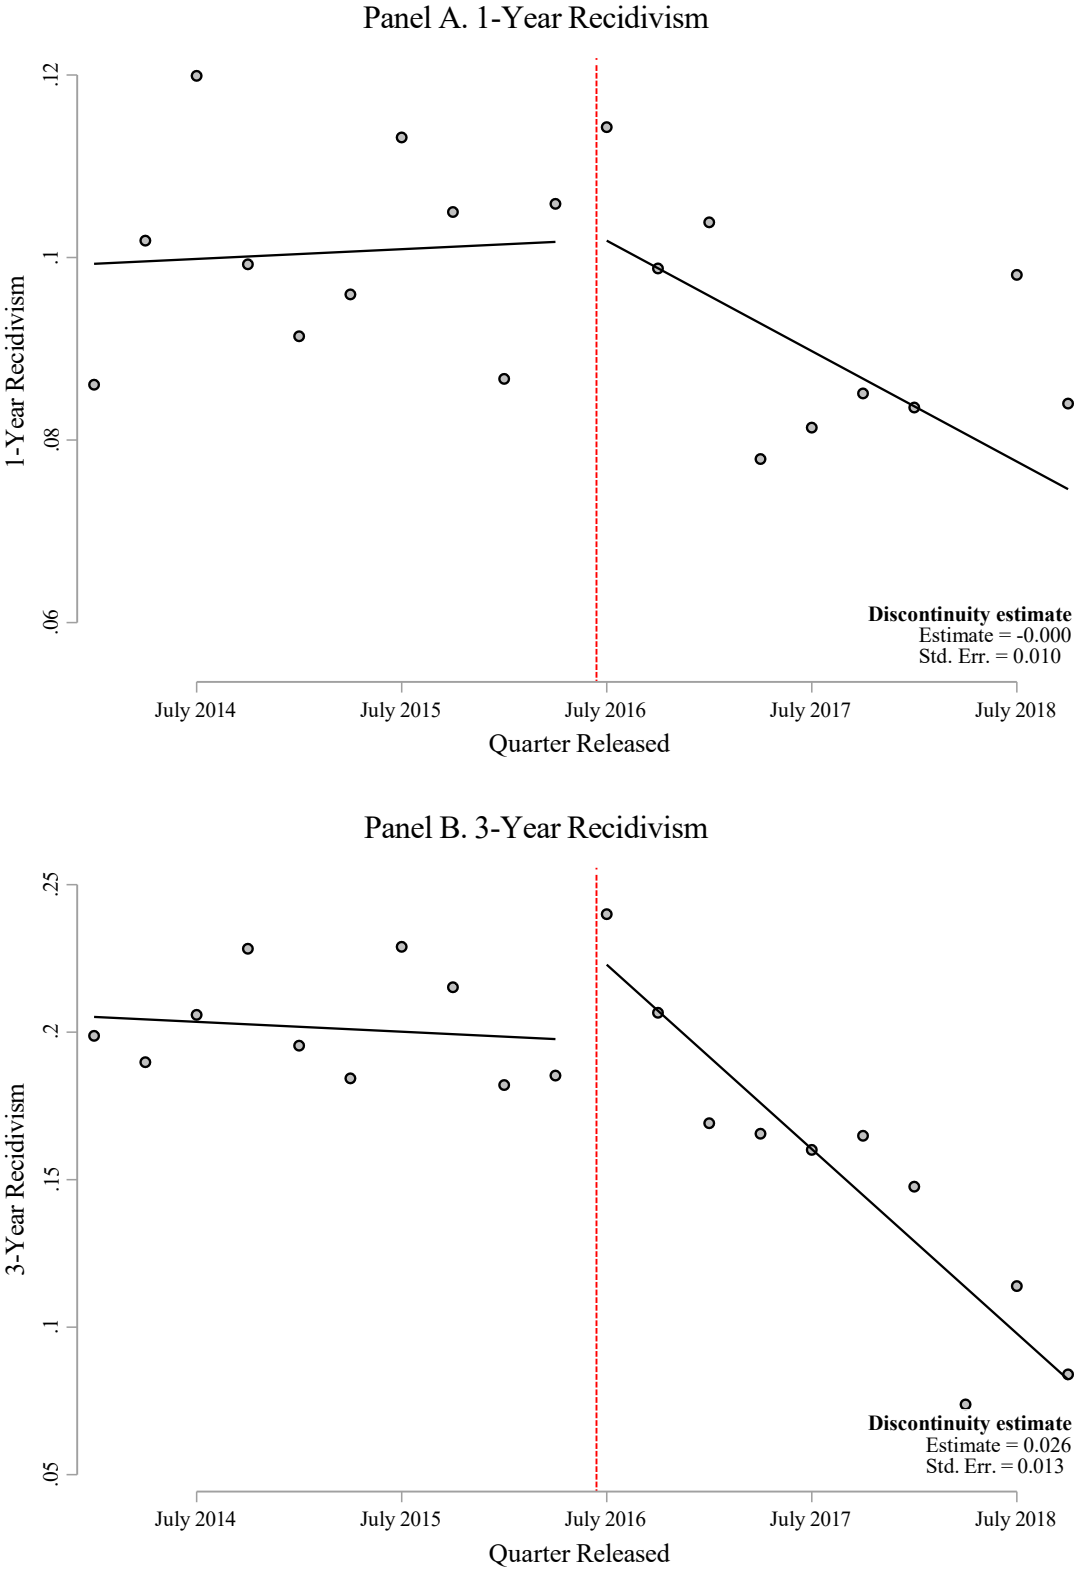 Panel A. 1-Year Recidivism
.12
.1
.08
.06
1-Year Recidivism
Discontinuity estimate
Estimate = -0.000
Std. Err. = 0.010
July 2014
July 2015
July 2016
July 2017
July 2018
Quarter Released
Panel B. 3-Year Recidivism
.25
.2
.15
.1
.05
3-Year Recidivism
Discontinuity estimate
Estimate = 0.026
Std. Err. = 0.013
July 2014
July 2015
July 2016
July 2017
July 2018
Quarter Released